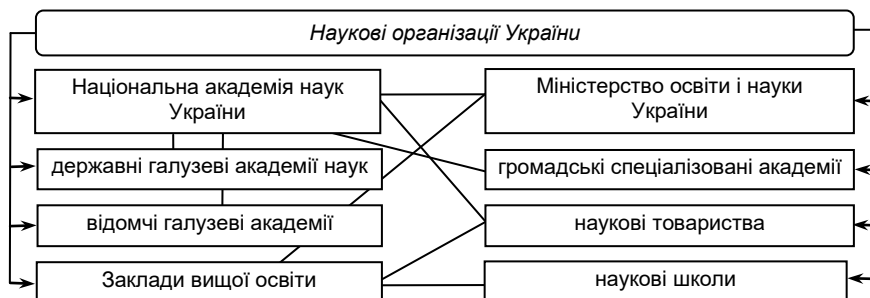 Наукові організації України
Національна академія наук
України
Міністерство освіти і науки
України
державні галузеві академії наук
громадські спеціалізовані академії
відомчі галузеві академії
наукові товариства
Заклади вищої освіти
наукові школи